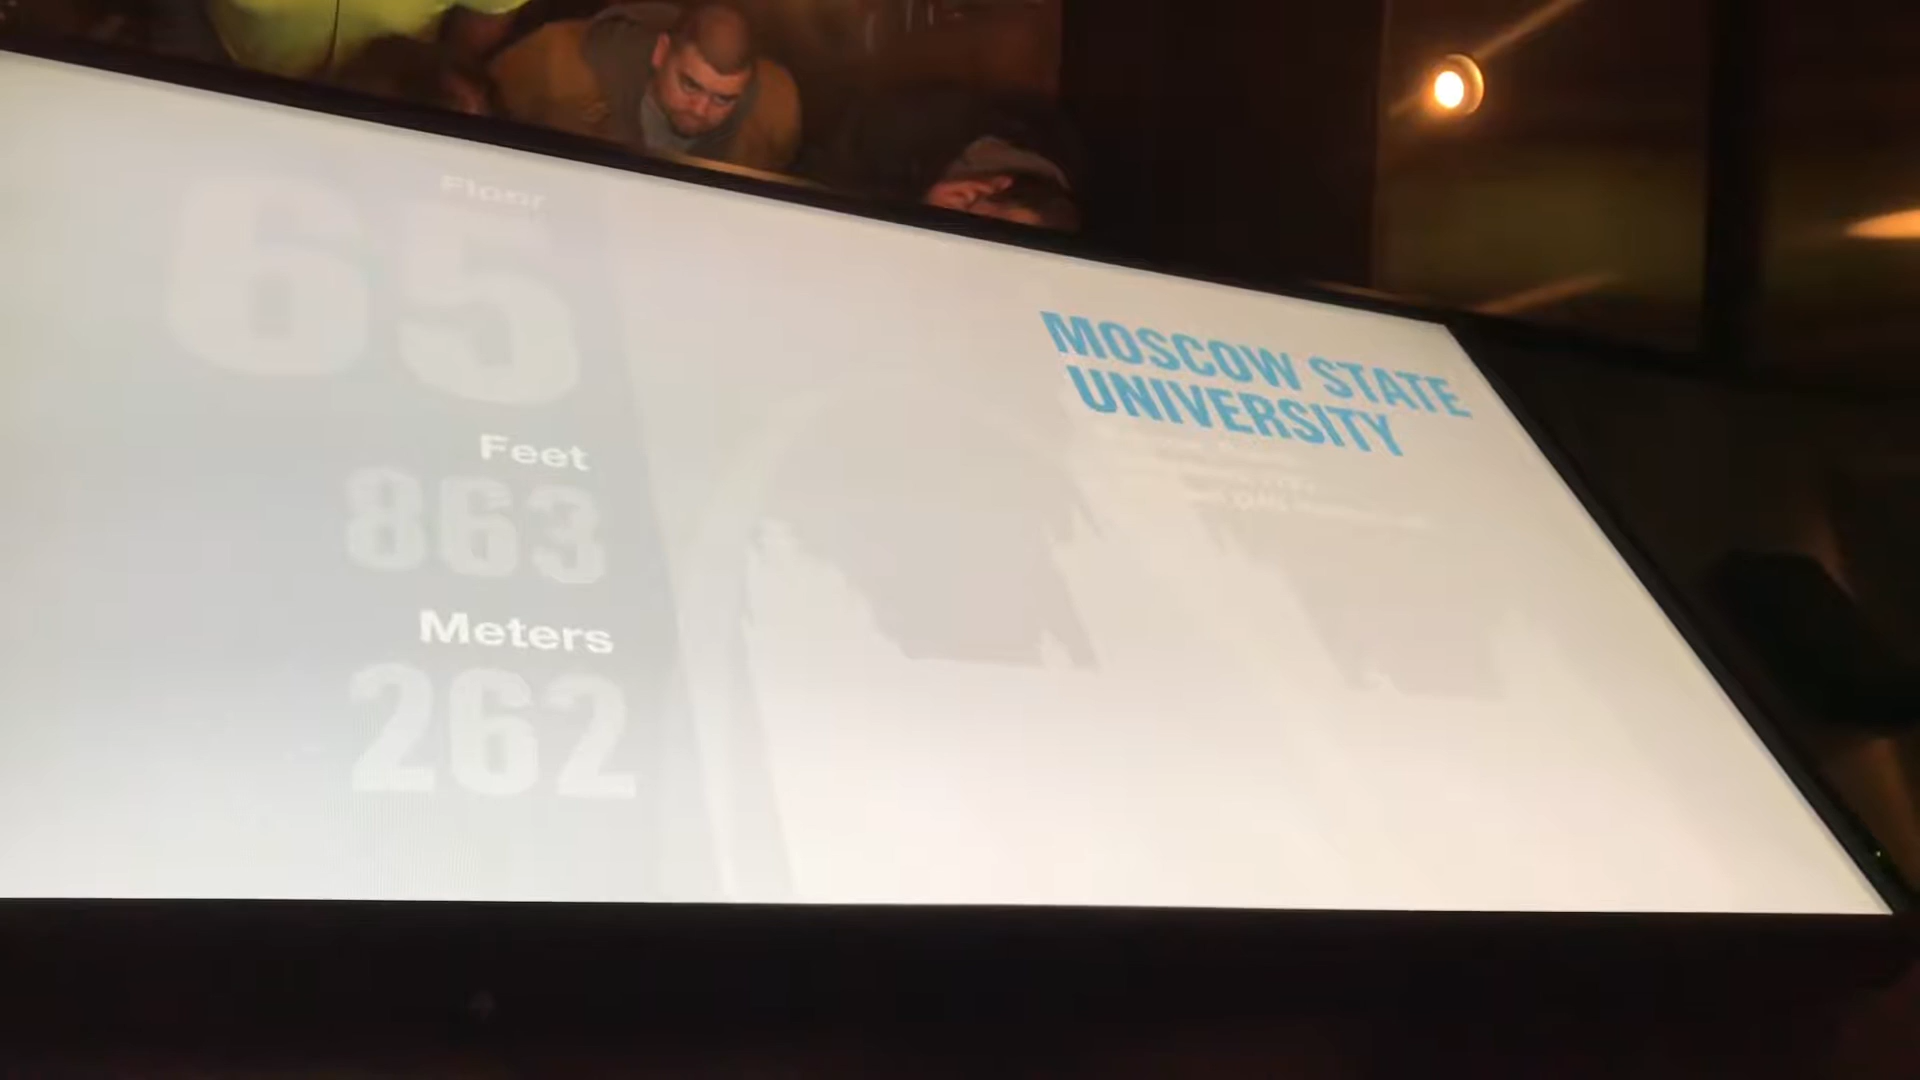 Floor
65
Feet
863
Meters
262
MOSCOW STATE
UNIVERSITY